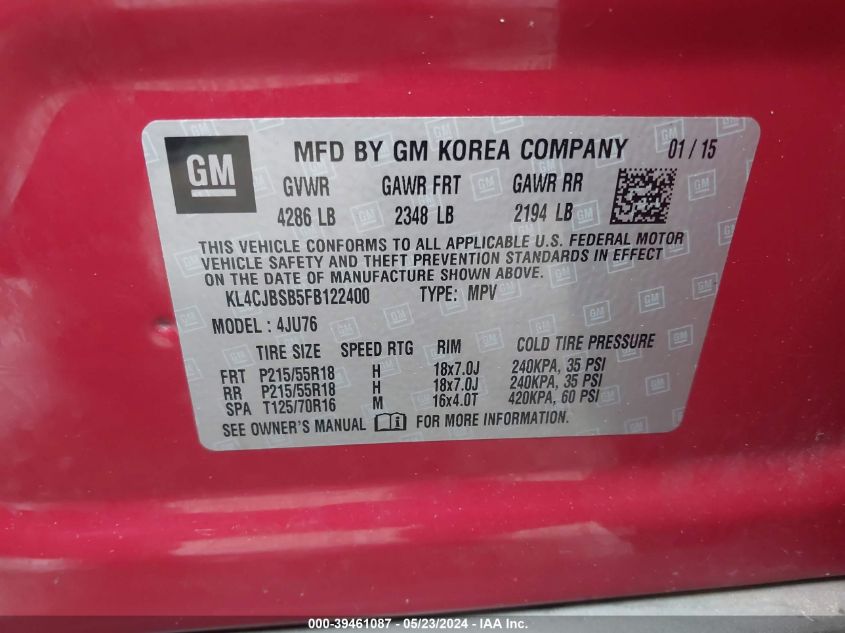 GM
MFD BY GM KOREA COMPANY 01/15
GVWR GAWR FRT GAWR RR
4286 LB 2348 LB 2194 LB
THIS VEHICLE CONFORMS TO ALL APPLICABLE U.S. FEDERAL MOTOR
VEHICLE SAFETY AND THEFT PREVENTION STANDARDS IN EFFECT
ON THE DATE OF MANUFACTURE SHOWN ABOVE.
KL4CJBSB5FB122400 TYPE: MPV
MODEL : 4JU76
TIRE SIZE SPEED RTG RIM COLD TIRE PRESSURE
FRT P215/55R18 H 18x7.0J 240KPA, 35 PSI
RR P215/55R18 H 18x7.0J 240KPA, 35 PSI
SPA T125/70R16 M 16x4.0T 420KPA, 60 PSI
SEE OWNER'S MANUAL FOR MORE INFORMATION.
000-39461087 - 05/23/2024 - IAA, Inc.